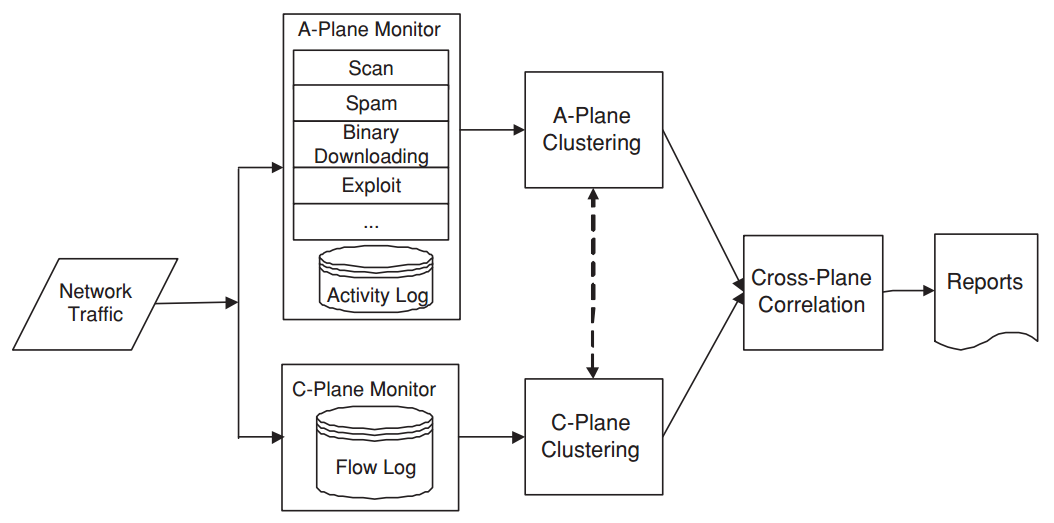 A-Plane Monitor
Scan
Spam
Binary
Downloading
Exploit
...
Activity Log
Network
Traffic
C-Plane Monitor
Flow Log
A-Plane
Clustering
C-Plane
Clustering
Cross-Plane
Correlation
Reports